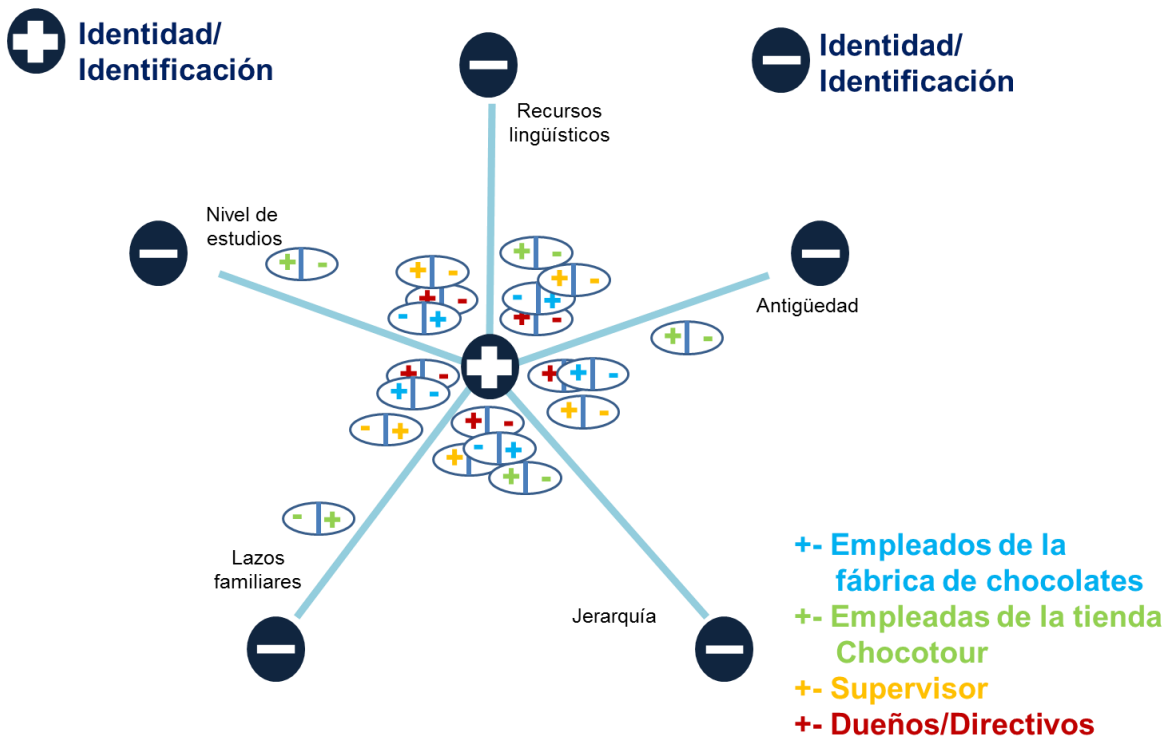 Identidad/
Identificación
Identidad/
Identificación
Recursos
lingüísticos
Nivel de
estudios
Antigüedad
Lazos
familiares
Jerarquía
+- Empleados de la
fábrica de chocolates
+- Empleadas de la tienda
Chocotour
+- Supervisor
+- Dueños/Directivos